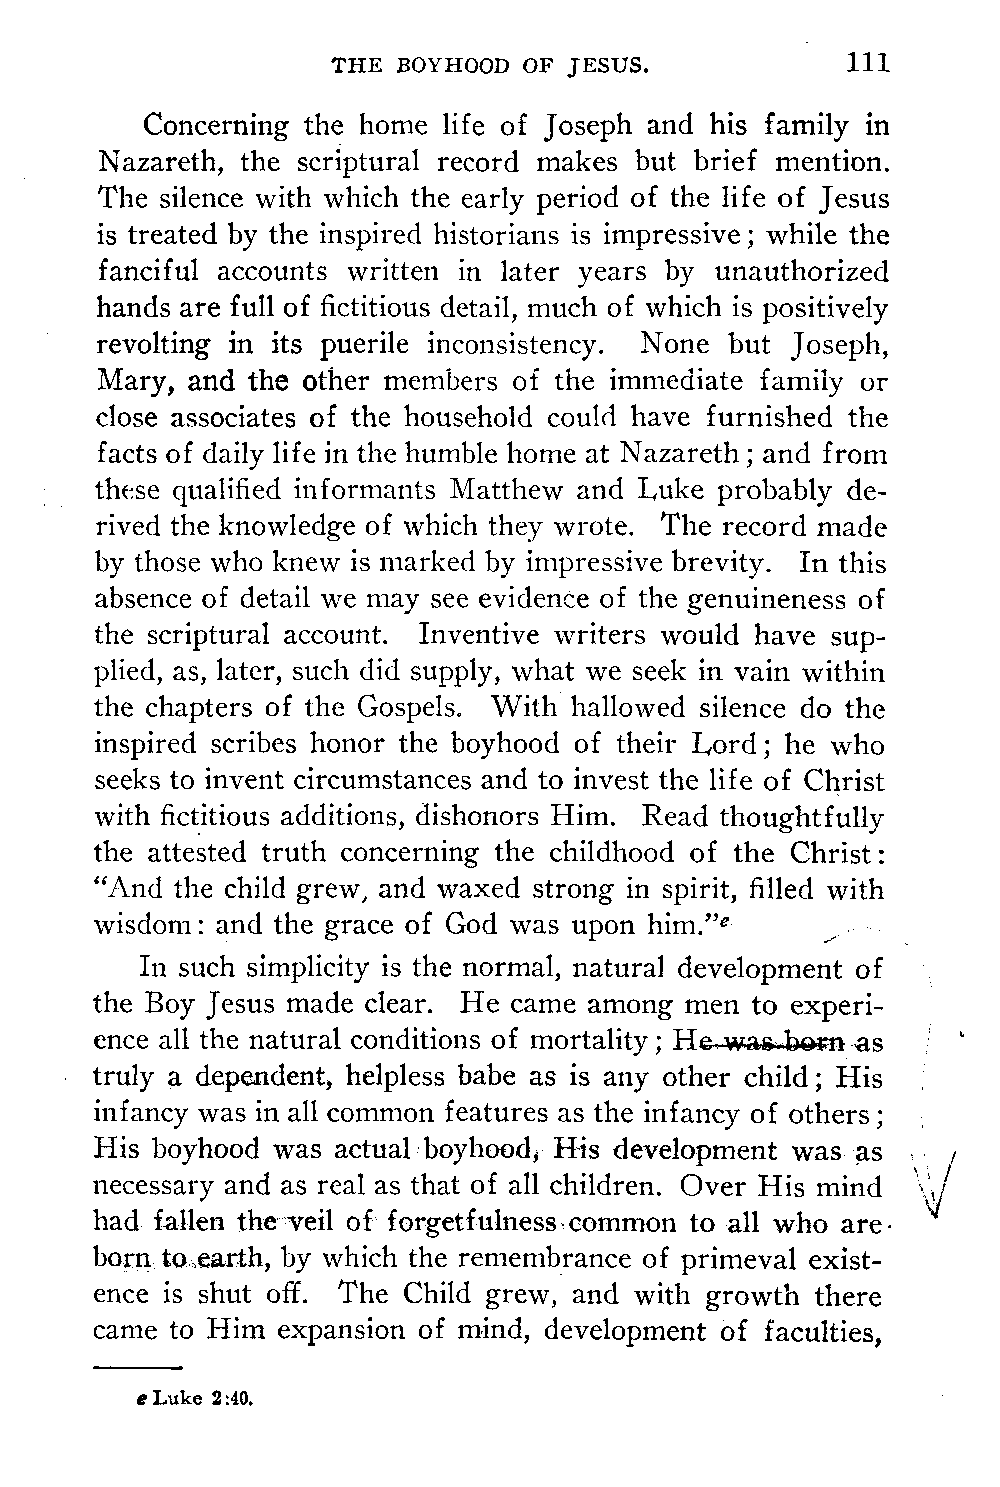 THE BOYHOOD OF JESUS. 111
Concerning the home life of Joseph and his family in
Nazareth, the scriptural record makes but brief mention.
The silence with which the early period of the life of Jesus
is treated by the inspired historians is impressive; while the
fanciful accounts written in later years by unauthorized
hands are full of fictitious detail, much of which is positively
revolting in its puerile inconsistency. None but Joseph,
Mary, and the other members of the immediate family or
close associates of the household could have furnished the
facts of daily life in the humble home at Nazareth; and from
these qualified informants Matthew and Luke probably de-
rived the knowledge of which they wrote. The record made
by those who knew is marked by impressive brevity. In this
absence of detail we may see evidence of the genuineness of
the scriptural account. Inventive writers would have sup-
plied, as, later, such did supply, what we seek in vain within
the chapters of the Gospels. With hallowed silence do the
inspired scribes honor the boyhood of their Lord; he who
seeks to invent circumstances and to invest the life of Christ
with fictitious additions, dishonors Him. Read thoughtfully
the attested truth concerning the childhood of the Christ:
"And the child grew, and waxed strong in spirit, filled with
wisdom: and the grace of God was upon him."e
In such simplicity is the normal, natural development of
the Boy Jesus made clear. He came among men to experi-
ence all the natural conditions of mortality; He was born as
truly a dependent, helpless babe as is any other child; His
infancy was in all common features as the infancy of others;
His boyhood was actual boyhood, His development was as
necessary and as real as that of all children. Over His mind
had fallen the veil of forgetfulness common to all who are
born to earth, by which the remembrance of primeval exist-
ence is shut off. The Child grew, and with growth there
came to Him expansion of mind, development of faculties,
e Luke 2:40.